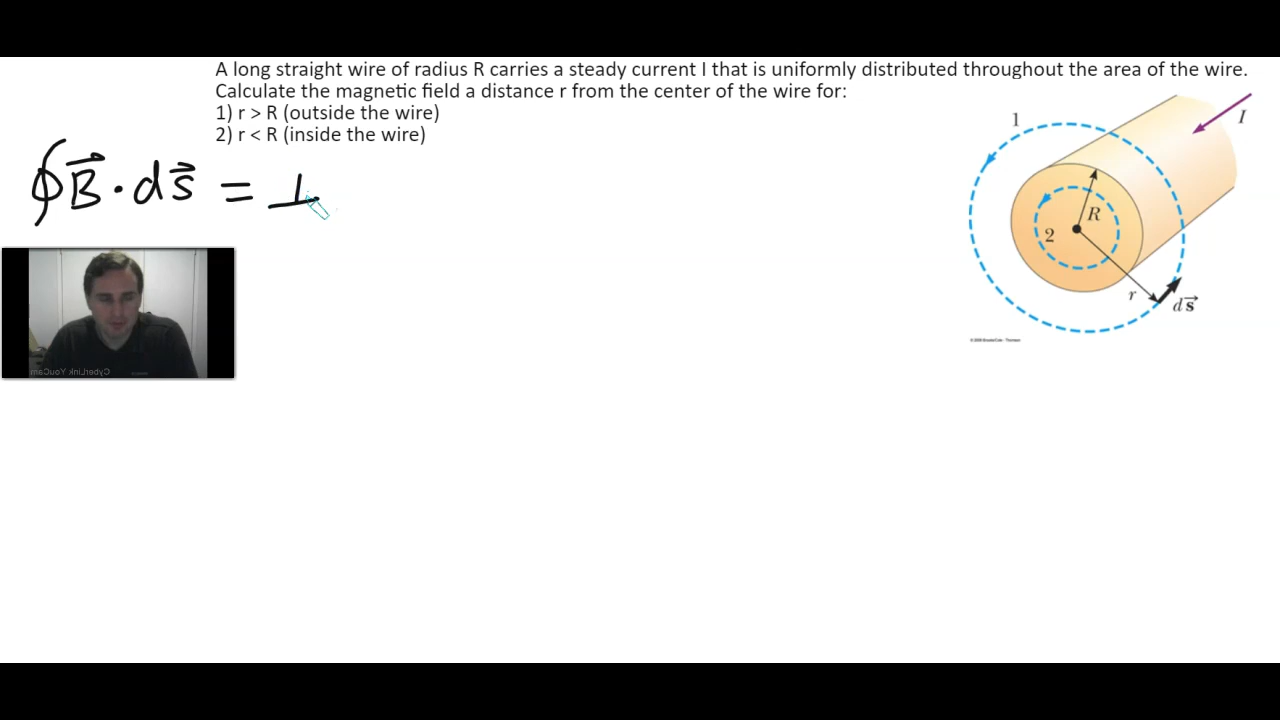 A long straight wire of radius R carries a steady current I that is uniformly distributed throughout the area of the wire.
Calculate the magnetic field a distance r from the center of the wire for:
1) r > R (outside the wire)
2) r < R (inside the wire)
∮B⃗ · ds⃗ =
1
I
R
2
r
ds⃗
CyberLink YouCam